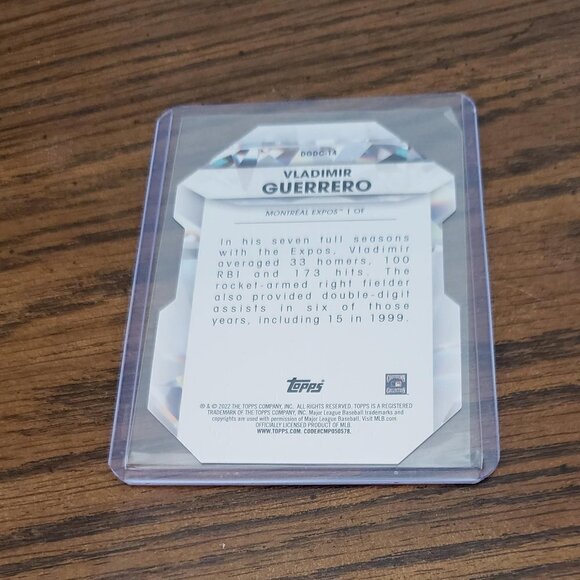 DGDC-14
VLADIMIR
GUERRERO
MONTRÉAL EXPOS™ | OF
In his seven full seasons
with the Expos, Vladimir
averaged 33 homers, 100
RBI and 173 hits. The
rocket-armed right fielder
also provided double-digit
assists in six of those
years, including 15 in 1999.
Topps
COOPERSTOWN
COLLECTION
® & © 2022 THE TOPPS COMPANY, INC. ALL RIGHTS RESERVED. TOPPS IS A REGISTERED
TRADEMARK OF THE TOPPS COMPANY, INC. Major League Baseball trademarks and
copyrights are used with permission of Major League Baseball. Visit MLB.com
OFFICIALLY LICENSED PRODUCT OF MLB.
WWW.TOPPS.COM. CODE#CMP050578.